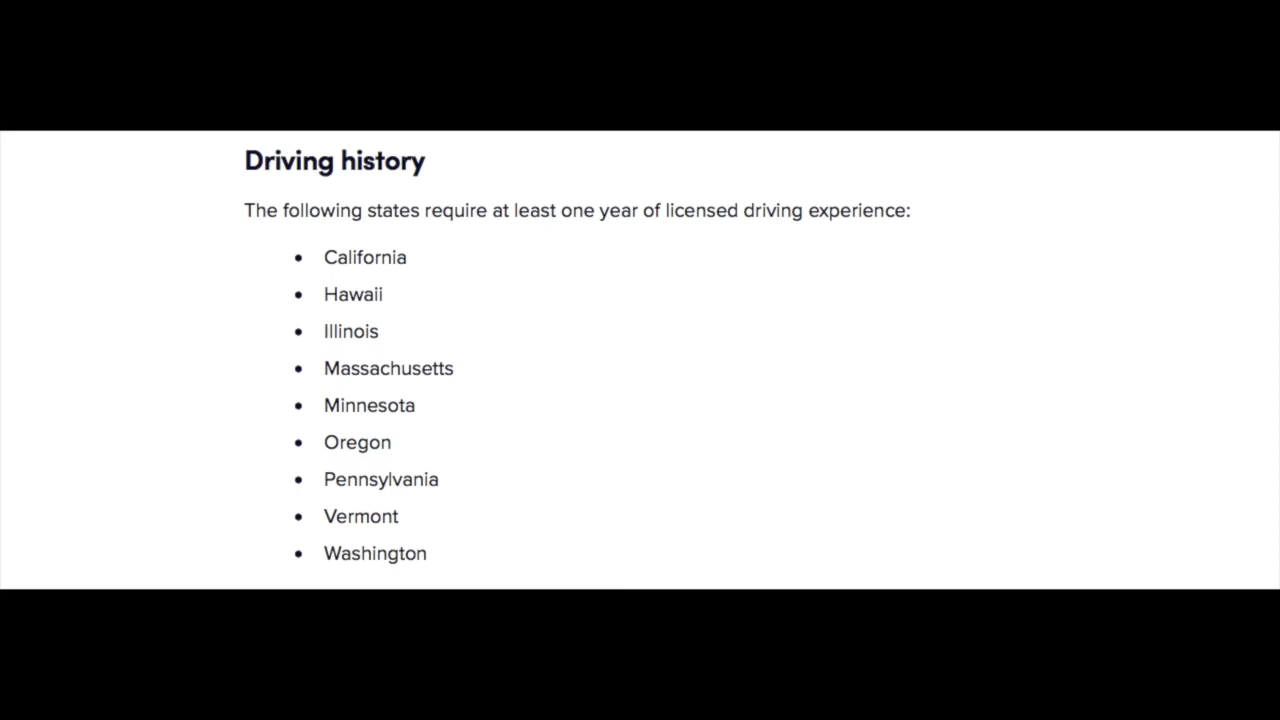 Driving history
The following states require at least one year of licensed driving experience:
• California
• Hawaii
• Illinois
• Massachusetts
• Minnesota
• Oregon
• Pennsylvania
• Vermont
• Washington